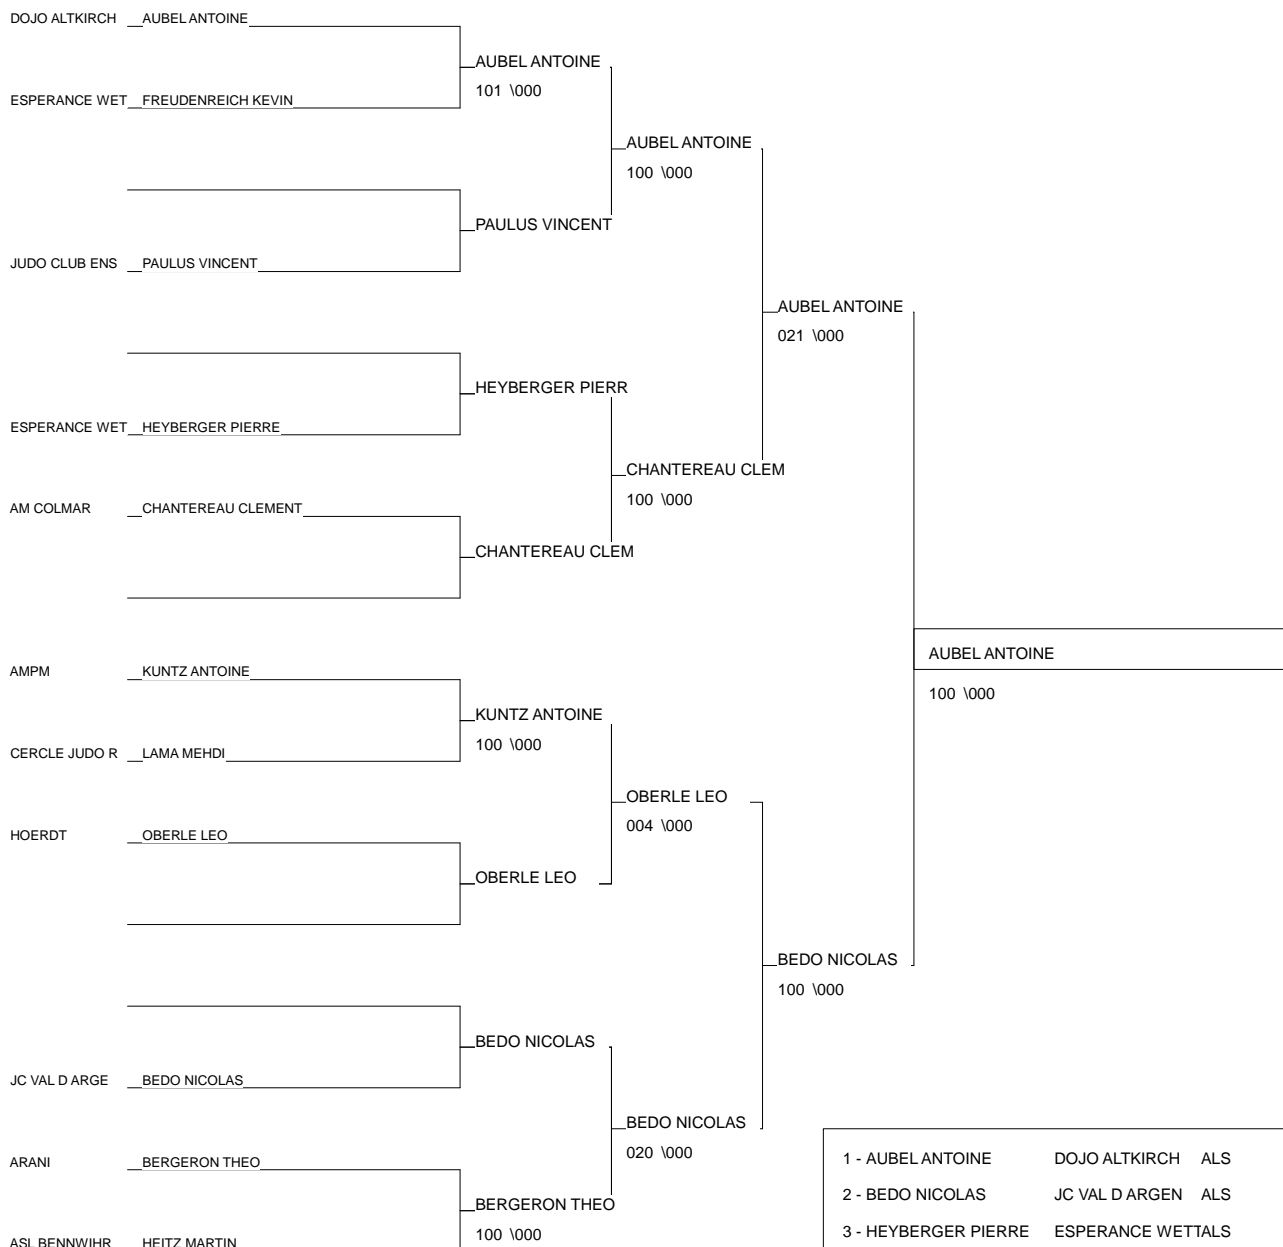 DOJO ALTKIRCH AUBEL ANTOINE
AUBEL ANTOINE
101 \000
ESPERANCE WET FREUDENREICH KEVIN
AUBEL ANTOINE
100 \000
PAULUS VINCENT
JUDO CLUB ENS PAULUS VINCENT
AUBEL ANTOINE
021 \000
HEYBERGER PIERR
ESPERANCE WET HEYBERGER PIERRE
CHANTEREAU CLEM
100 \000
AM COLMAR CHANTEREAU CLEMENT
CHANTEREAU CLEM
AUBEL ANTOINE
100 \000
AMPM KUNTZ ANTOINE
KUNTZ ANTOINE
100 \000
CERCLE JUDO R LAMA MEHDI
OBERLE LEO
004 \000
HOERDT OBERLE LEO
OBERLE LEO
BEDO NICOLAS
100 \000
BEDO NICOLAS
JC VAL D ARGE BEDO NICOLAS
BEDO NICOLAS
020 \000
ARANI BERGERON THEO
BERGERON THEO
100 \000
ASL BENNWIHR HEITZ MARTIN
1 - AUBEL ANTOINE DOJO ALTKIRCH ALS
2 - BEDO NICOLAS JC VAL D ARGEN ALS
3 - HEYBERGER PIERRE ESPERANCE WETTALS